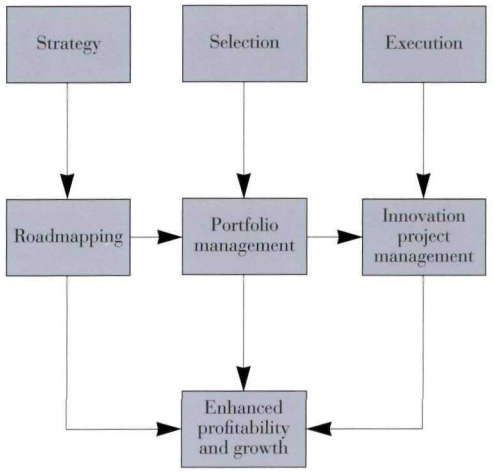 Strategy
Selection
Execution
Roadmapping
Portfolio
management
Innovation
project
management
Enhanced
profitability
and growth